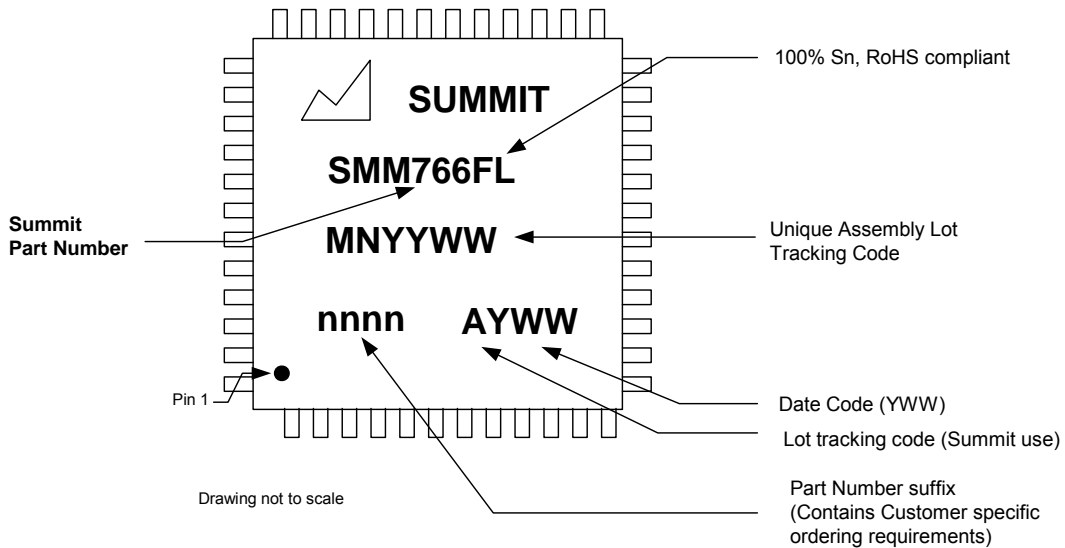 SUMMIT
100% Sn, RoHS compliant
SMM766FL
Summit
Part Number
MNYYWW
Unique Assembly Lot
Tracking Code
nnnn AYWW
Pin 1
Date Code (YWW)
Lot tracking code (Summit use)
Drawing not to scale
Part Number suffix
(Contains Customer specific
ordering requirements)